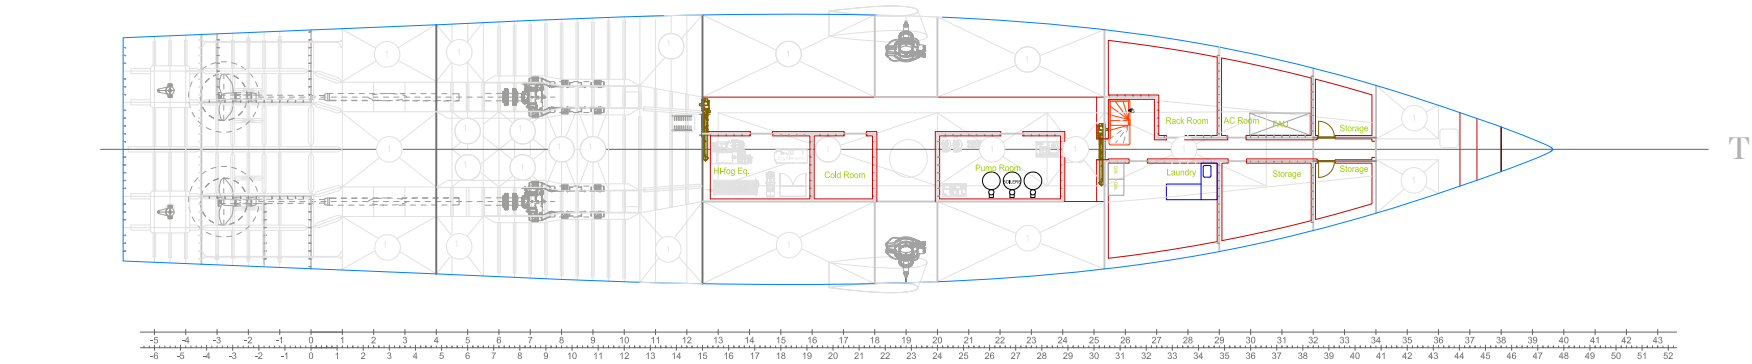 Rack Room
AC Room
EAU
Storage
T
Hi-fog Eq.
Cold Room
Pump Room
BOILERS
Laundry
Storage
Storage
-5 -4 -3 -2 -1 0 1 2 3 4 5 6 7 8 9 10 11 12 13 14 15 16 17 18 19 20 21 22 23 24 25 26 27 28 29 30 31 32 33 34 35 36 37 38 39 40 41 42 43
-6 -5 -4 -3 -2 -1 0 1 2 3 4 5 6 7 8 9 10 11 12 13 14 15 16 17 18 19 20 21 22 23 24 25 26 27 28 29 30 31 32 33 34 35 36 37 38 39 40 41 42 43 44 45 46 47 48 49 50 51 52